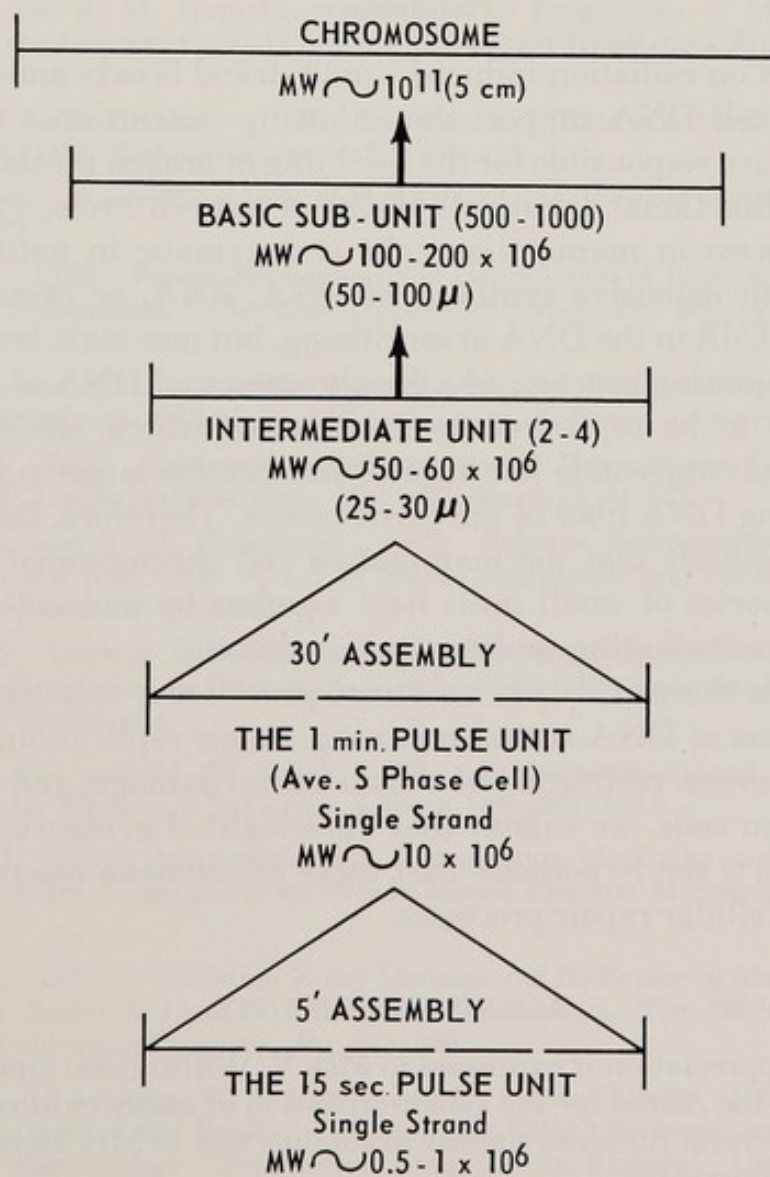 CHROMOSOME
MW ~ 10¹¹ (5 cm)
BASIC SUB-UNIT (500 - 1000)
MW ~ 100 - 200 x 10⁶
(50 - 100 μ)
INTERMEDIATE UNIT (2 - 4)
MW ~ 50 - 60 x 10⁶
(25 - 30 μ)
30′ ASSEMBLY
THE 1 min. PULSE UNIT
(Ave. S Phase Cell)
Single Strand
MW ~ 10 x 10⁶
5′ ASSEMBLY
THE 15 sec. PULSE UNIT
Single Strand
MW ~ 0.5 - 1 x 10⁶